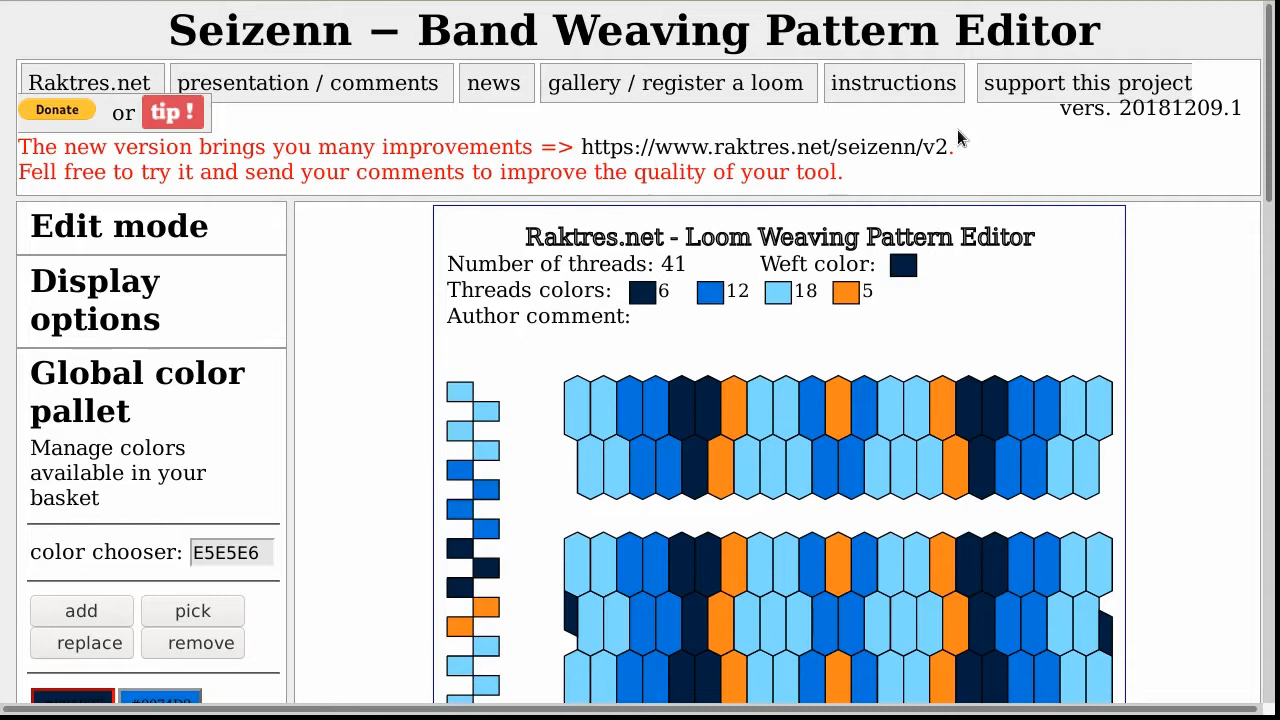 Seizenn − Band Weaving Pattern Editor
Raktres.net presentation / comments news gallery / register a loom instructions support this project
Donate or tip ! vers. 20181209.1
The new version brings you many improvements => https://www.raktres.net/seizenn/v2.
Fell free to try it and send your comments to improve the quality of your tool.
Edit mode
Display
options
Global color
pallet
Manage colors
available in your
basket
color chooser: E5E5E6
add pick
replace remove
Raktres.net - Loom Weaving Pattern Editor
Number of threads: 41 Weft color:
Threads colors: 6 12 18 5
Author comment: